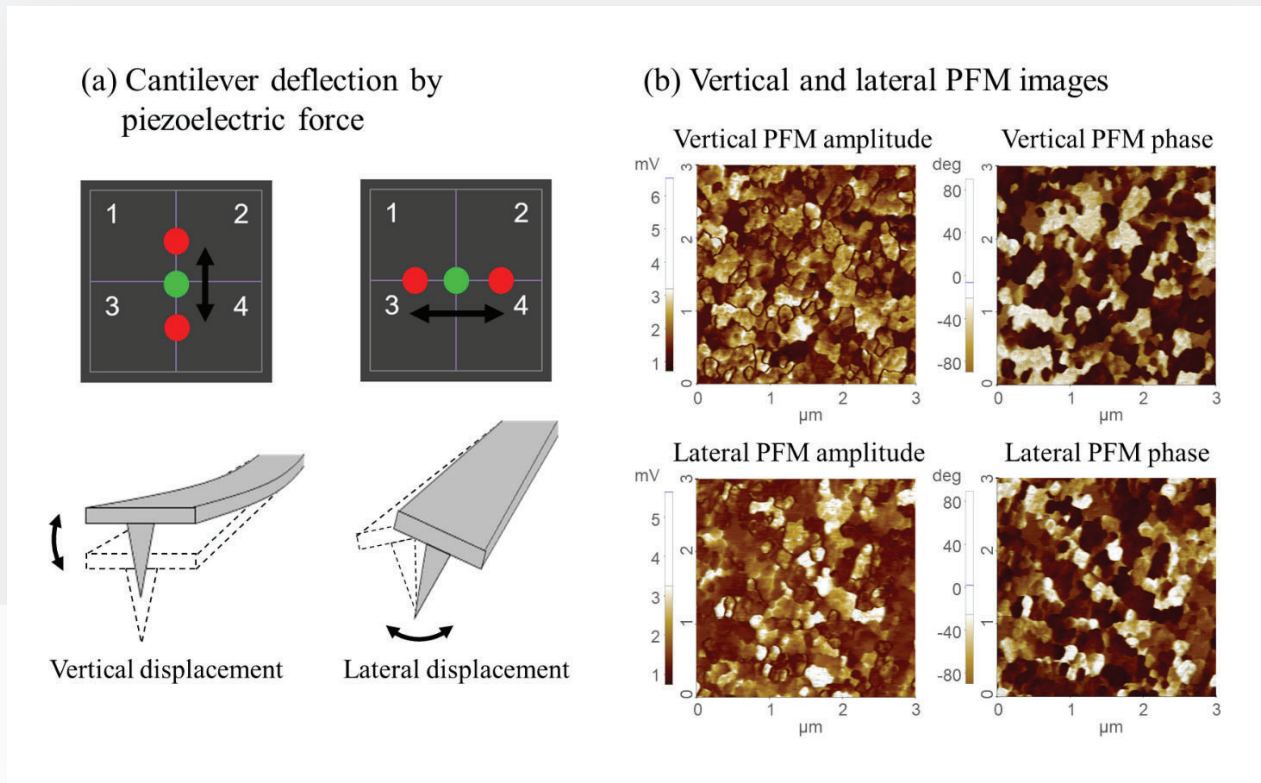 (a) Cantilever deflection by
piezoelectric force
1 2
3 4
1 2
3 4
Vertical displacement
Lateral displacement
(b) Vertical and lateral PFM images
Vertical PFM amplitude
mV
6
5
4
3
2
1
3
2
1
0
0 1 2 3
µm
Vertical PFM phase
deg
80
40
0
-40
-80
3
2
1
0
0 1 2 3
µm
Lateral PFM amplitude
mV
5
4
3
2
1
3
2
1
0
0 1 2 3
µm
Lateral PFM phase
deg
80
40
0
-40
-80
3
2
1
0
0 1 2 3
µm